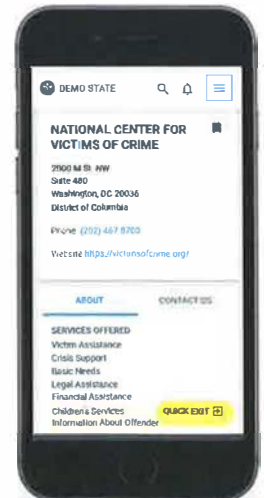 DEMO STATE
NATIONAL CENTER FOR
VICTIMS OF CRIME
2000 M St. NW
Suite 480
Washington, DC 20036
District of Columbia
Phone (202) 467 8700
Website https://victimsofcrime.org/
ABOUT
CONTACT US
SERVICES OFFERED
Victim Assistance
Crisis Support
Basic Needs
Legal Assistance
Financial Assistance
Children's Services
QUICK EXIT
Information About Offender